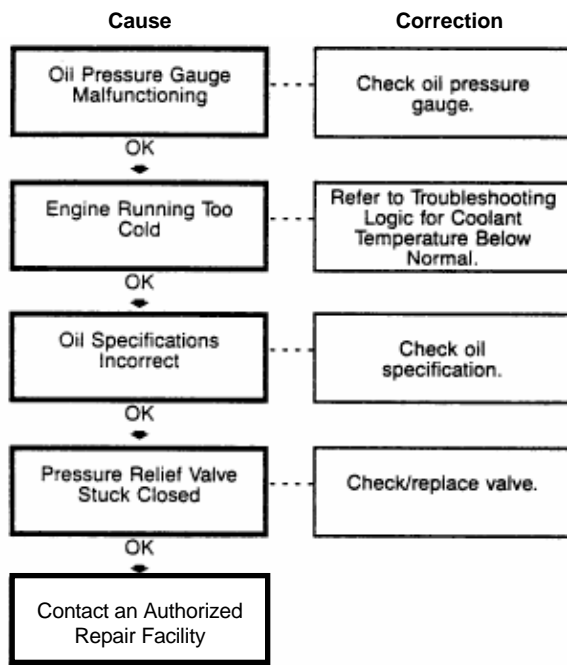 Cause
Correction
Oil Pressure Gauge
Malfunctioning
Check oil pressure
gauge.
OK
Engine Running Too
Cold
Refer to Troubleshooting
Logic for Coolant
Temperature Below
Normal.
OK
Oil Specifications
Incorrect
Check oil
specification.
OK
Pressure Relief Valve
Stuck Closed
Check/replace valve.
OK
Contact an Authorized
Repair Facility